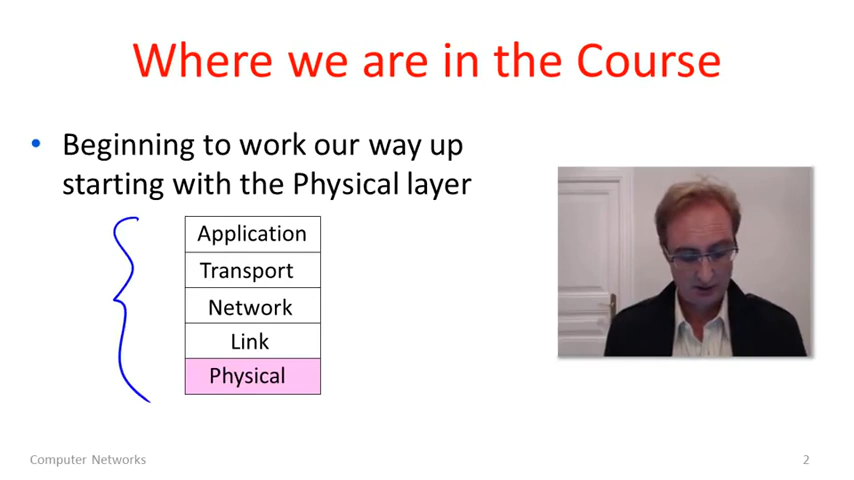 Where we are in the Course
• Beginning to work our way up
starting with the Physical layer
Application
Transport
Network
Link
Physical
Computer Networks
2